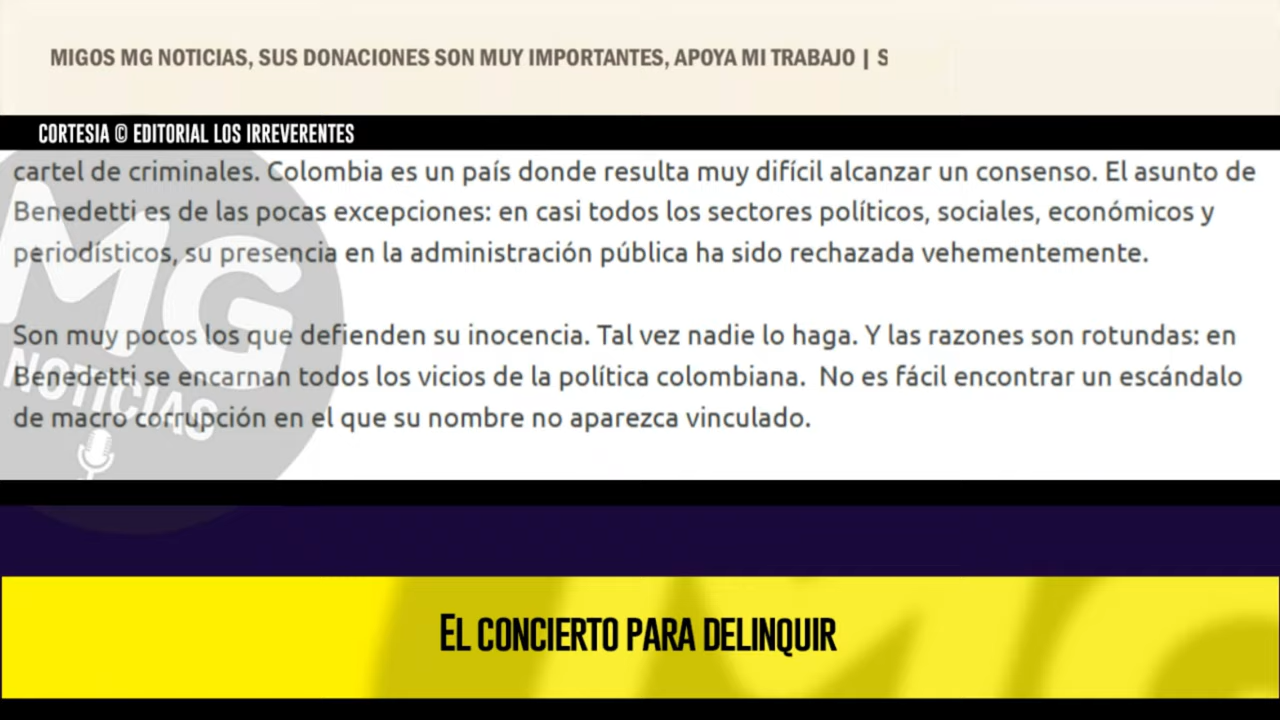 MIGOS MG NOTICIAS, SUS DONACIONES SON MUY IMPORTANTES, APOYA MI TRABAJO | S
CORTESIA © EDITORIAL LOS IRREVERENTES
cartel de criminales. Colombia es un país donde resulta muy difícil alcanzar un consenso. El asunto de
Benedetti es de las pocas excepciones: en casi todos los sectores políticos, sociales, económicos y
periodísticos, su presencia en la administración pública ha sido rechazada vehementemente.
Son muy pocos los que defienden su inocencia. Tal vez nadie lo haga. Y las razones son rotundas: en
Benedetti se encarnan todos los vicios de la política colombiana. No es fácil encontrar un escándalo
de macro corrupción en el que su nombre no aparezca vinculado.
MG
NOTICIAS
EL CONCIERTO PARA DELINQUIR
MG